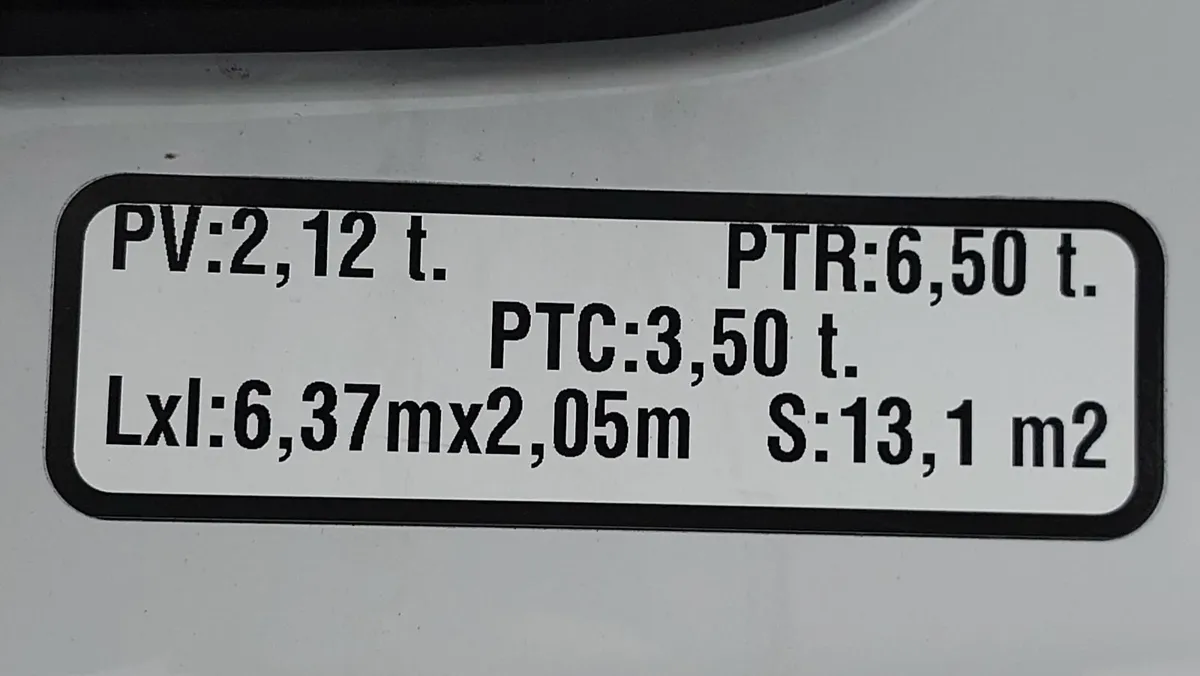 PV:2,12 t. PTR:6,50 t.
PTC:3,50 t.
Lxl:6,37mx2,05m S:13,1 m2